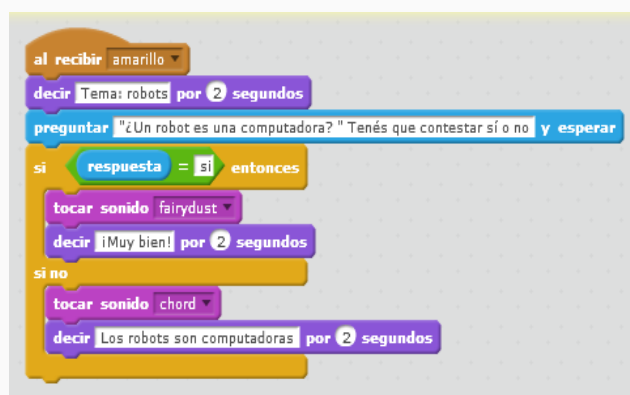 al recibir amarillo
decir Tema: robots por 2 segundos
preguntar "¿Un robot es una computadora? " Tenés que contestar sí o no y esperar
si respuesta = si entonces
tocar sonido fairydust
decir ¡Muy bien! por 2 segundos
si no
tocar sonido chord
decir Los robots son computadoras por 2 segundos